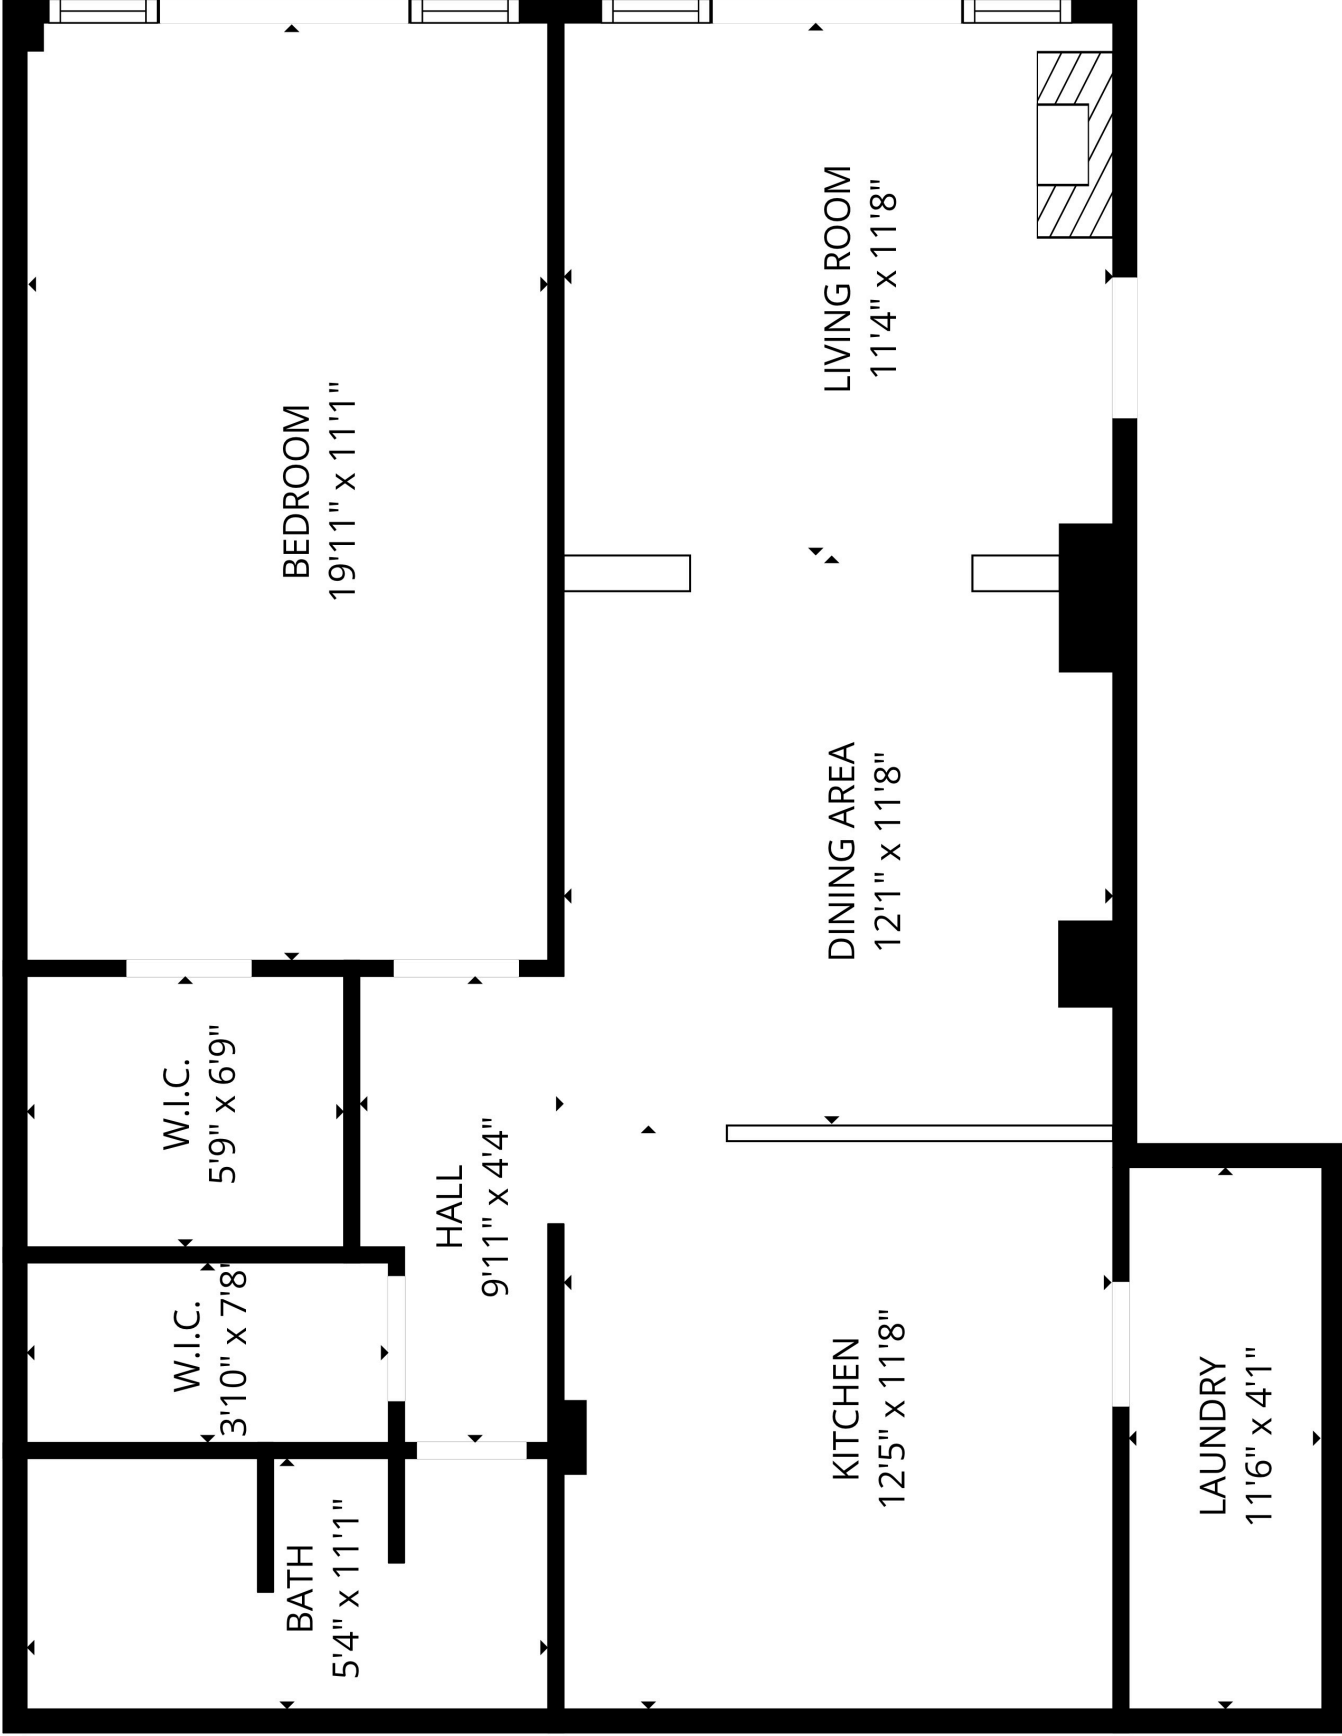 BEDROOM
19'11" x 11'1"
LIVING ROOM
11'4" x 11'8"
DINING AREA
12'1" x 11'8"
W.I.C.
5'9" x 6'9"
HALL
9'11" x 4'4"
W.I.C.
3'10" x 7'8"
KITCHEN
12'5" x 11'8"
LAUNDRY
11'6" x 4'1"
BATH
5'4" x 11'1"